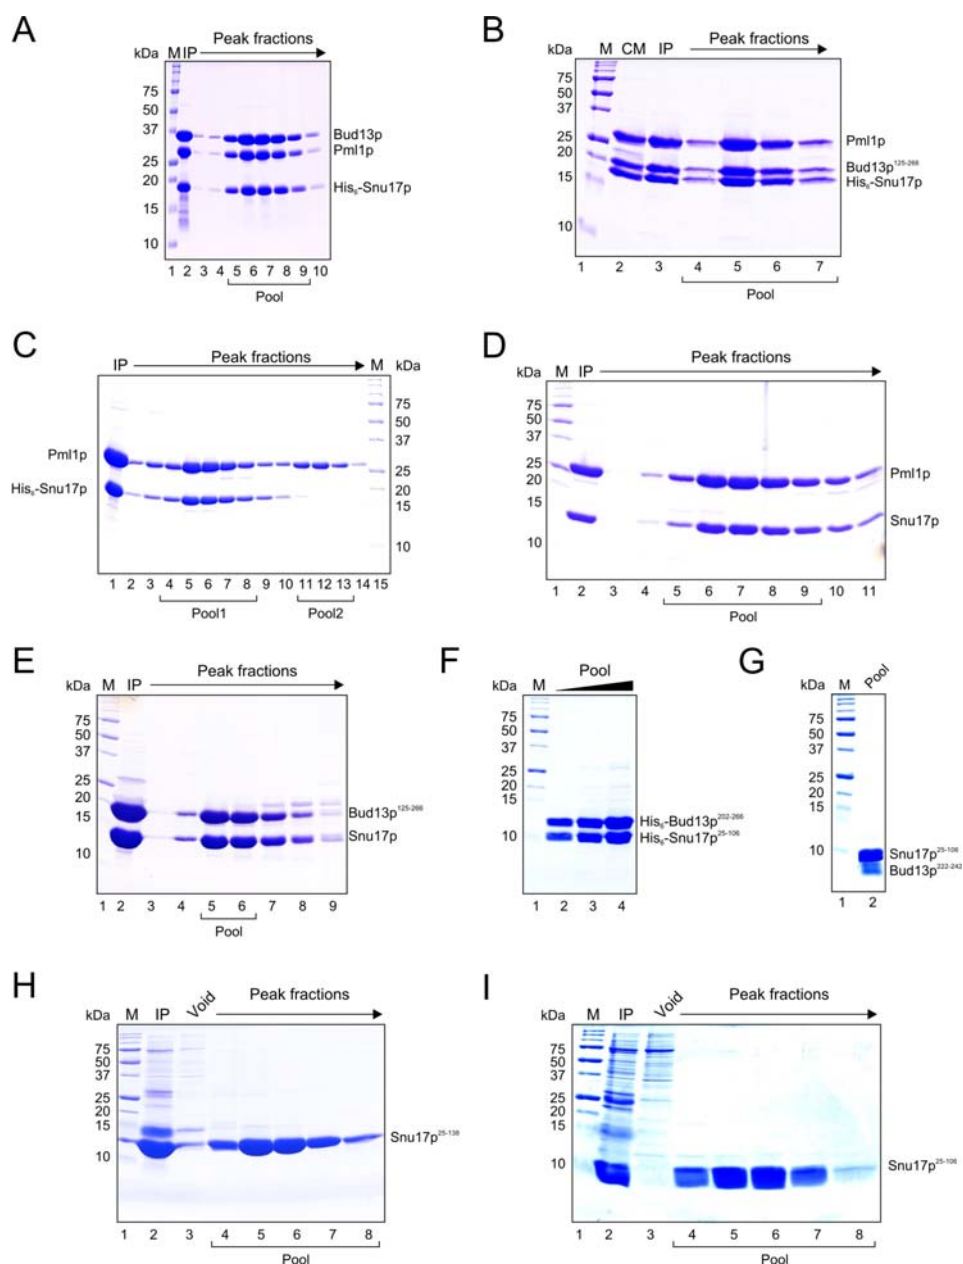 A
Peak fractions
kDa M IP
75
50
37
25
20
15
10
Bud13p
Pml1p
His₆-Snu17p
1 2 3 4 5 6 7 8 9 10
Pool
B
Peak fractions
kDa M CM IP
75
50
37
25
20
15
10
Pml1p
Bud13p¹²⁵⁻²⁶⁶
His₆-Snu17p
1 2 3 4 5 6 7
Pool
C
IP Peak fractions M kDa
Pml1p
His₆-Snu17p
75
50
37
25
20
15
10
1 2 3 4 5 6 7 8 9 10 11 12 13 14 15
Pool1 Pool2
D
Peak fractions
kDa M IP
75
50
37
25
20
15
10
Pml1p
Snu17p
1 2 3 4 5 6 7 8 9 10 11
Pool
E
Peak fractions
kDa M IP
75
50
37
25
20
15
10
Bud13p¹²⁵⁻²⁶⁶
Snu17p
1 2 3 4 5 6 7 8 9
Pool
F
Pool
kDa M
75
50
37
25
20
15
10
His₆-Bud13p²⁰²⁻²⁶⁶
His₆-Snu17p²⁵⁻¹⁰⁶
1 2 3 4
G
kDa M Pool
75
50
37
25
20
15
10
Snu17p²⁵⁻¹⁰⁶
Bud13p²²²⁻²⁴²
1 2
H
Peak fractions
kDa M IP Void
75
50
37
25
20
15
10
Snu17p²⁵⁻¹³⁸
1 2 3 4 5 6 7 8
Pool
I
Peak fractions
kDa M IP Void
75
50
37
25
20
15
10
Snu17p²⁵⁻¹⁰⁶
1 2 3 4 5 6 7 8
Pool